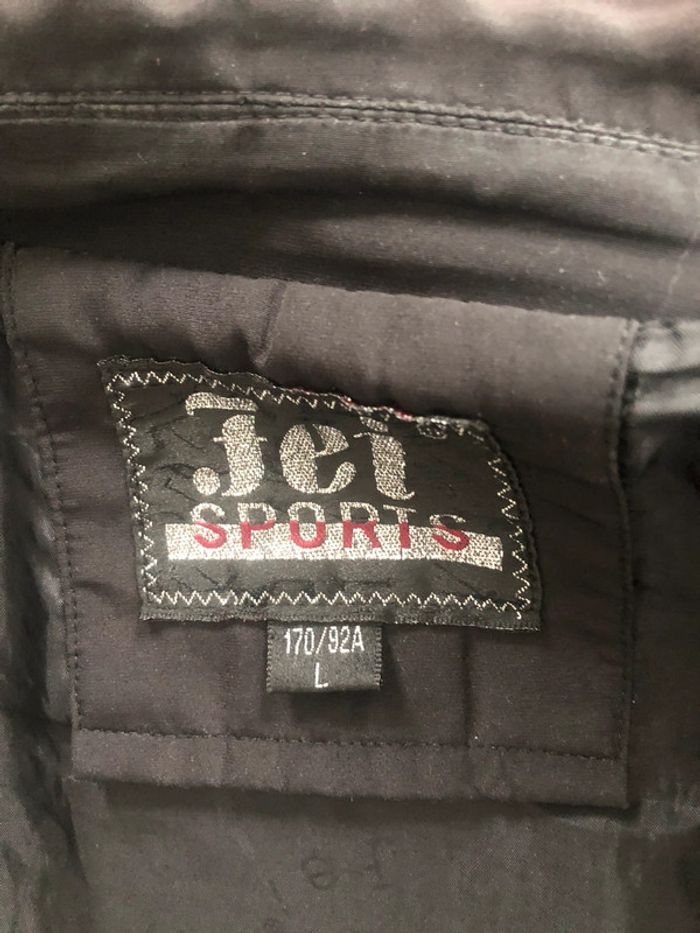 Jei
SPORTS
170/92A
L